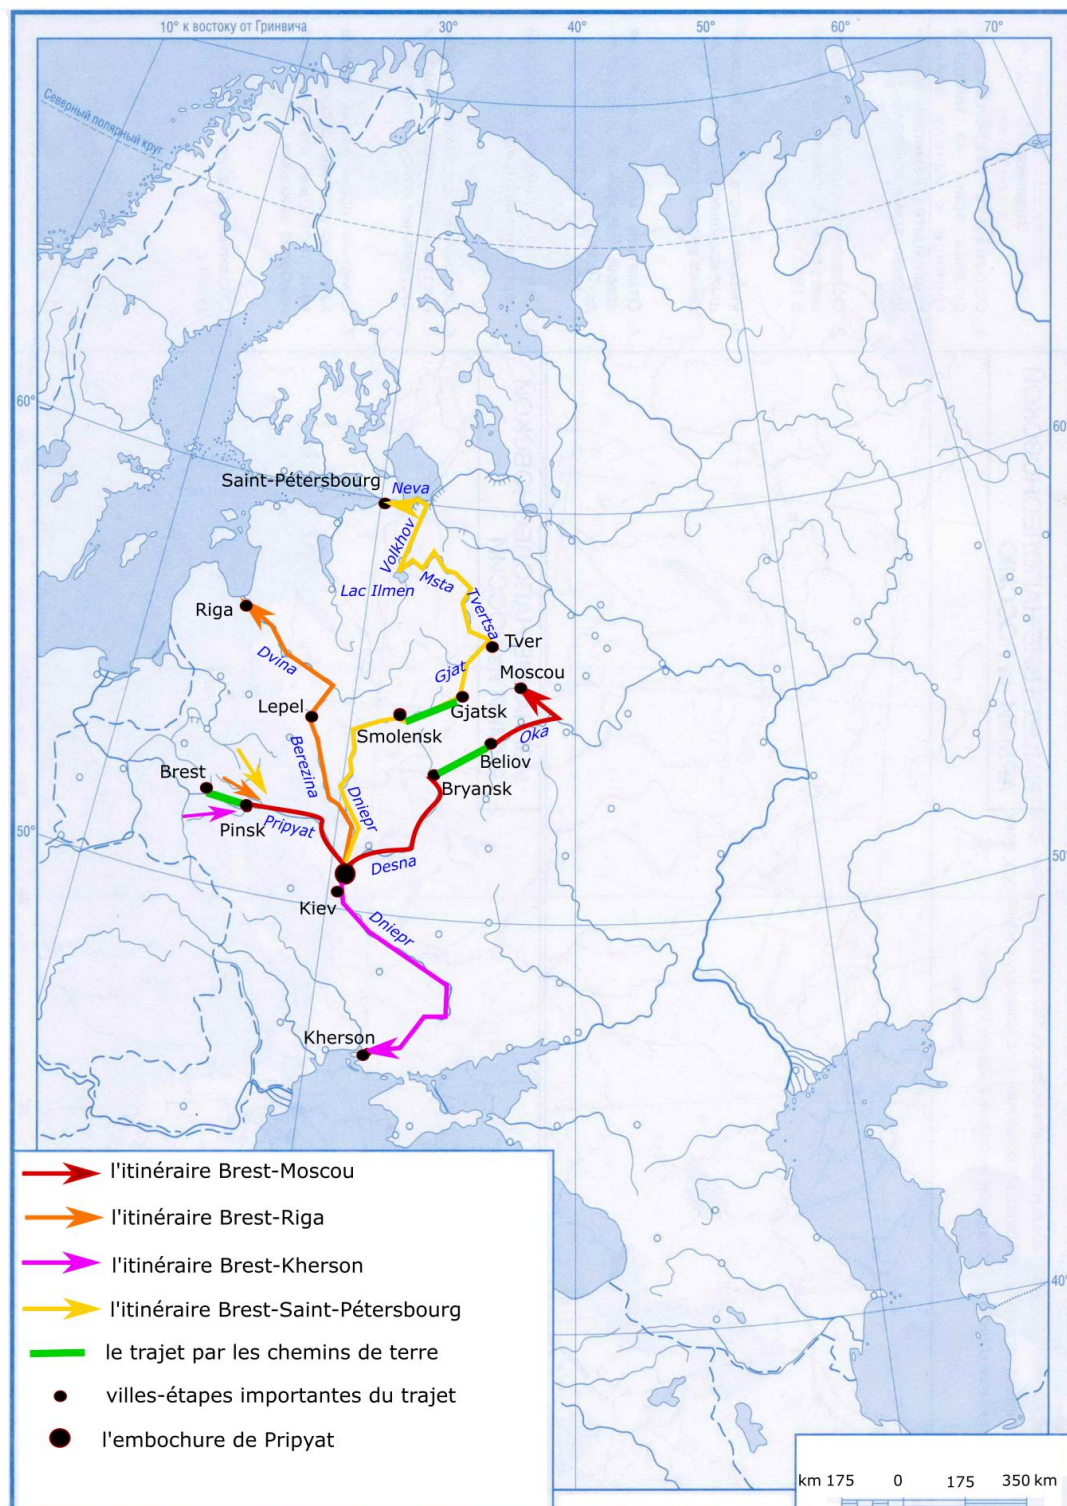 10° к востоку от Гринвича
30°
40°
50°
60°
70°
Северный полярный
круг
60°
60
Saint-Pétersbourg
Neva
Volkhov
Lac Ilmen
Msta
Tvertsa
Riga
Dvina
Tver
Gjat
Moscou
Lepel
Gjatsk
Smolensk
Oka
Beliov
Berezina
Brest
Bryansk
Dniepr
Pinsk
Pripyat
50°
50°
Desna
Kiev
Dniepr
Kherson
40°
l'itinéraire Brest-Moscou
l'itinéraire Brest-Riga
l'itinéraire Brest-Kherson
l'itinéraire Brest-Saint-Pétersbourg
le trajet par les chemins de terre
villes-étapes importantes du trajet
l'embochure de Pripyat
km 175 0 175 350 km